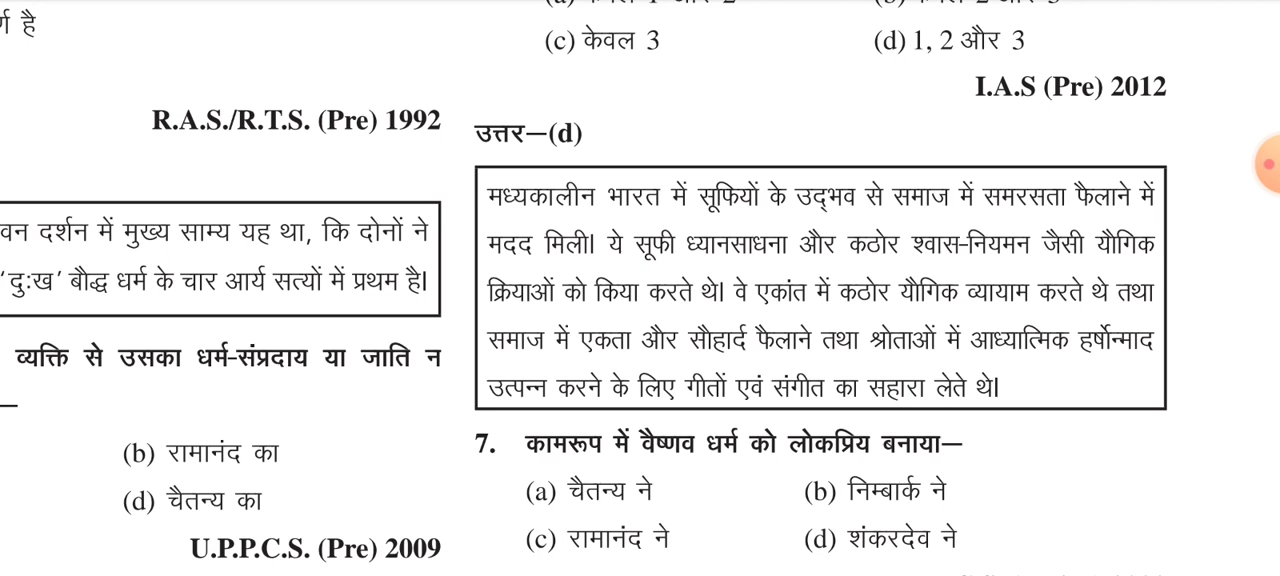 र्ण है
R.A.S./R.T.S. (Pre) 1992
वन दर्शन में मुख्य साम्य यह था, कि दोनों ने
‘दुःख’ बौद्ध धर्म के चार आर्य सत्यों में प्रथम है।
व्यक्ति से उसका धर्म-संप्रदाय या जाति न
—
(b) रामानंद का
(d) चैतन्य का
U.P.P.C.S. (Pre) 2009
(c) केवल 3 (d) 1, 2 और 3
I.A.S (Pre) 2012
उत्तर—(d)
मध्यकालीन भारत में सूफियों के उद्भव से समाज में समरसता फैलाने में
मदद मिली। ये सूफी ध्यानसाधना और कठोर श्वास-नियमन जैसी यौगिक
क्रियाओं को किया करते थे। वे एकांत में कठोर यौगिक व्यायाम करते थे तथा
समाज में एकता और सौहार्द फैलाने तथा श्रोताओं में आध्यात्मिक हर्षोन्माद
उत्पन्न करने के लिए गीतों एवं संगीत का सहारा लेते थे।
7. कामरूप में वैष्णव धर्म को लोकप्रिय बनाया—
(a) चैतन्य ने (b) निम्बार्क ने
(c) रामानंद ने (d) शंकरदेव ने